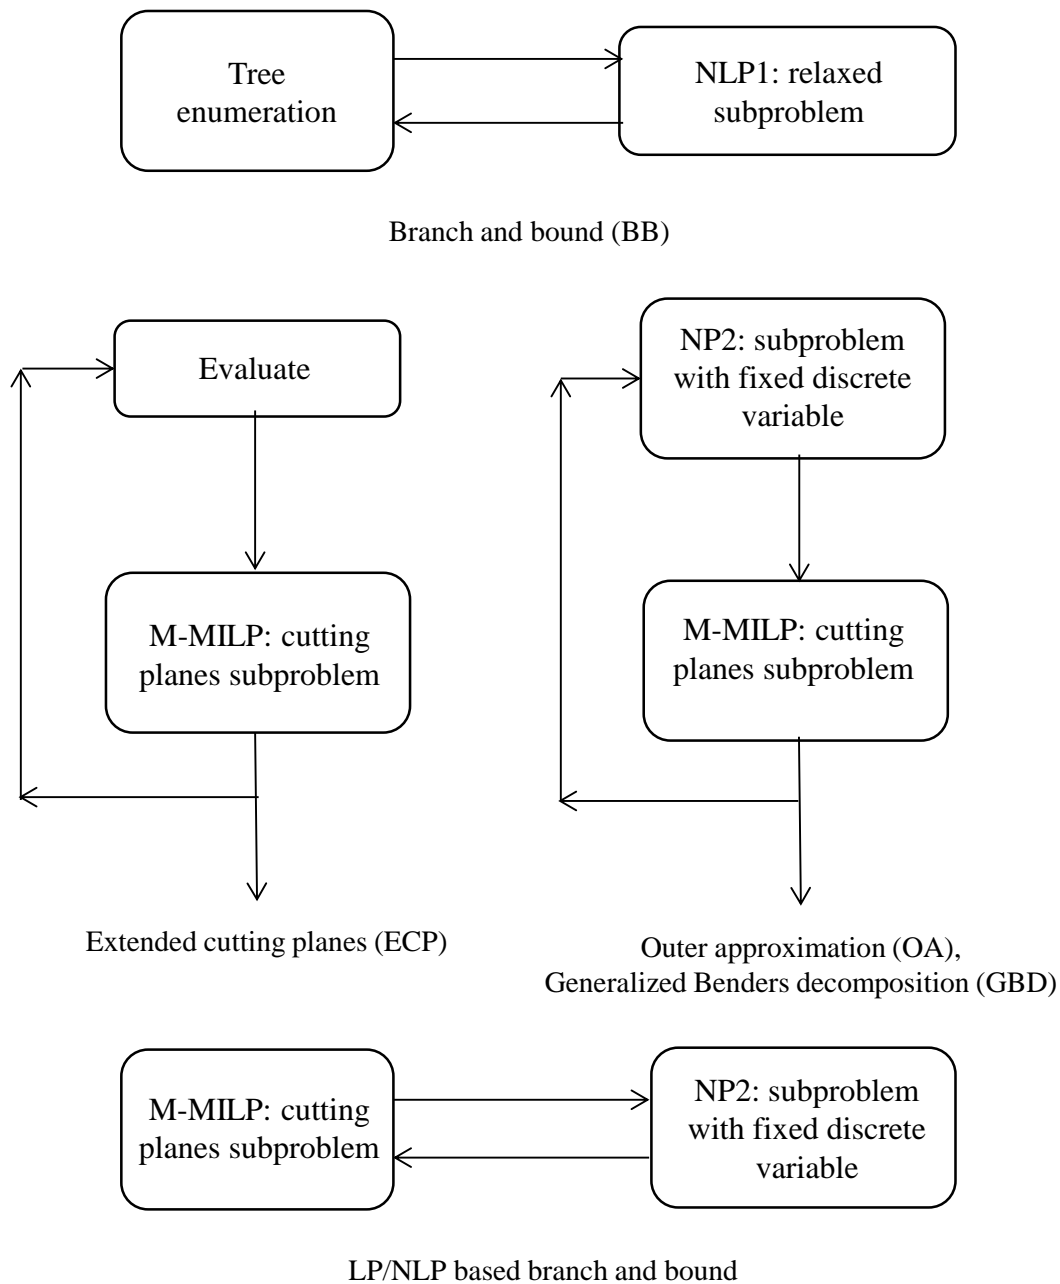 Tree
enumeration
NLP1: relaxed
subproblem
Branch and bound (BB)
Evaluate
M-MILP: cutting
planes subproblem
Extended cutting planes (ECP)
NP2: subproblem
with fixed discrete
variable
M-MILP: cutting
planes subproblem
Outer approximation (OA),
Generalized Benders decomposition (GBD)
M-MILP: cutting
planes subproblem
NP2: subproblem
with fixed discrete
variable
LP/NLP based branch and bound